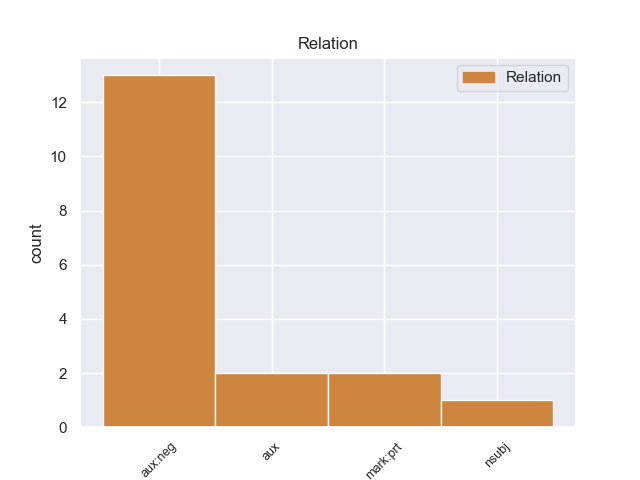 Relation
Relation
count
12
10
8
6
4
2
0
aux:neg
aux
mark:prt
nsubj